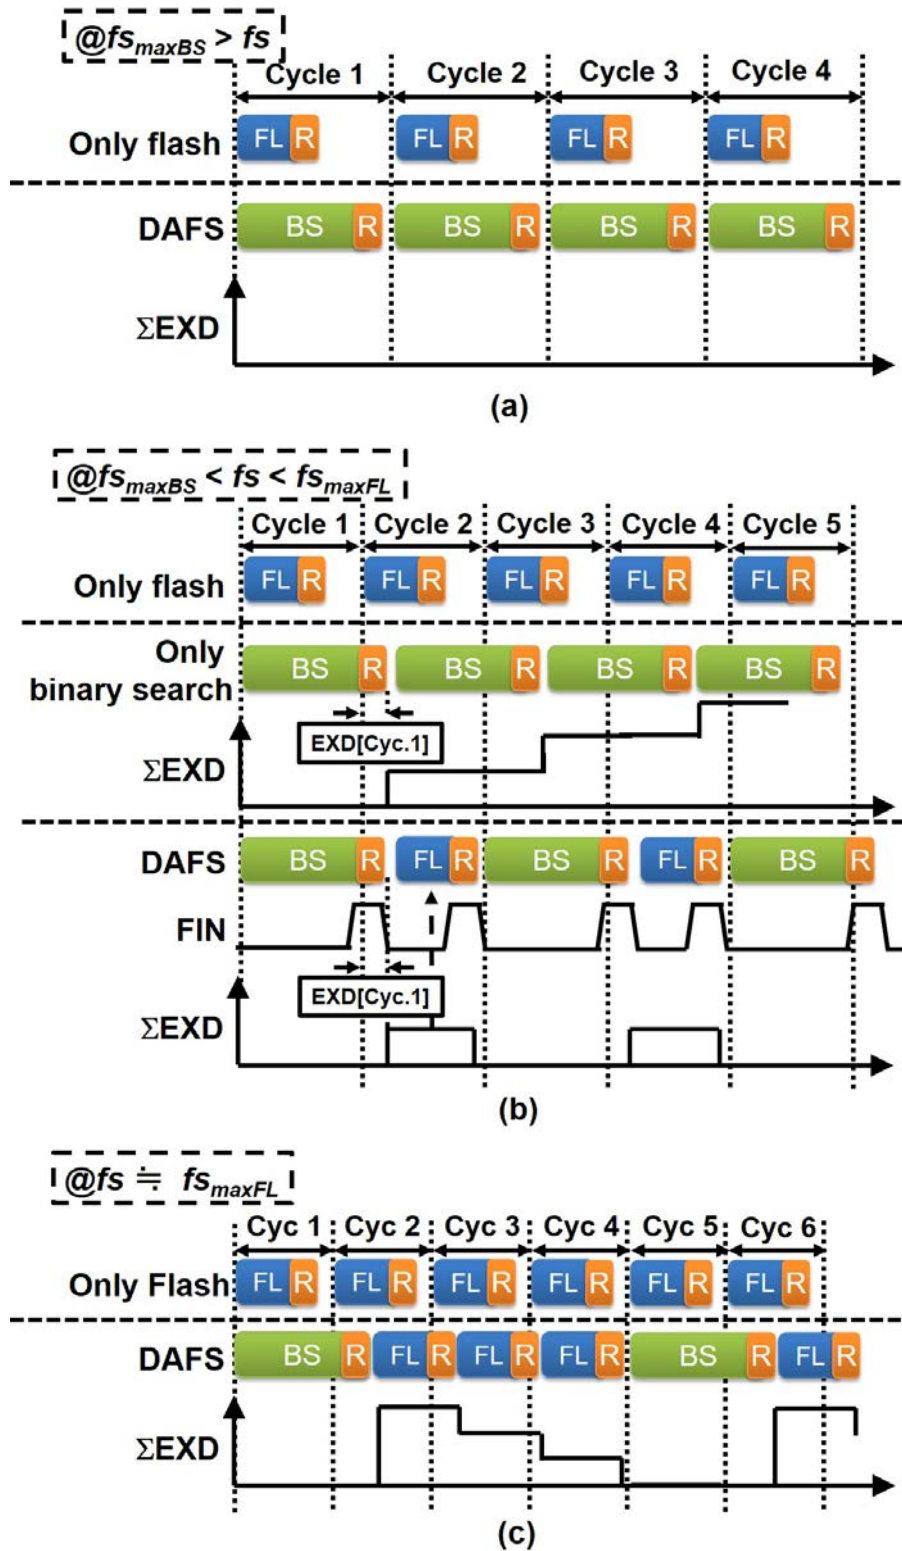 @fsmaxBS > fs
Cycle 1 Cycle 2 Cycle 3 Cycle 4
Only flash FL R FL R FL R FL R
DAFS BS R BS R BS R BS R
ΣEXD
(a)
@fsmaxBS < fs < fsmaxFL
Cycle 1 Cycle 2 Cycle 3 Cycle 4 Cycle 5
Only flash FL R FL R FL R FL R FL R
Only
binary search BS R BS R BS R BS R
EXD[Cyc.1]
ΣEXD
DAFS BS R FL R BS R FL R BS R
FIN
EXD[Cyc.1]
ΣEXD
(b)
@fs ≒ fsmaxFL
Cyc 1 Cyc 2 Cyc 3 Cyc 4 Cyc 5 Cyc 6
Only Flash FL R FL R FL R FL R FL R FL R
DAFS BS R FL R FL R FL R BS R FL R
ΣEXD
(c)